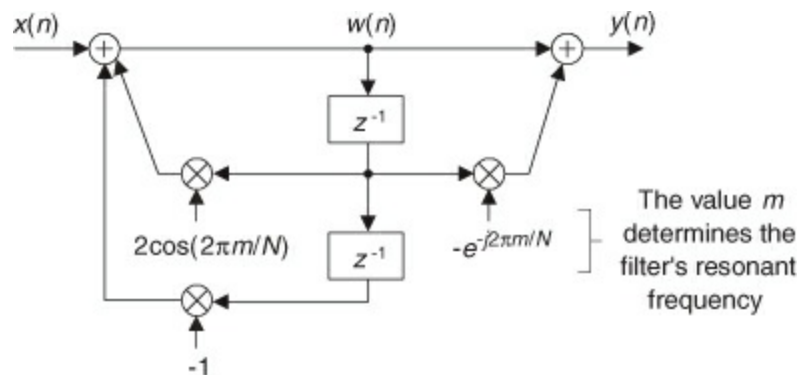 x(n) w(n) y(n)
z⁻¹
2cos(2πm/N) -e^-j2πm/N
z⁻¹
-1
The value m
determines the
filter's resonant
frequency